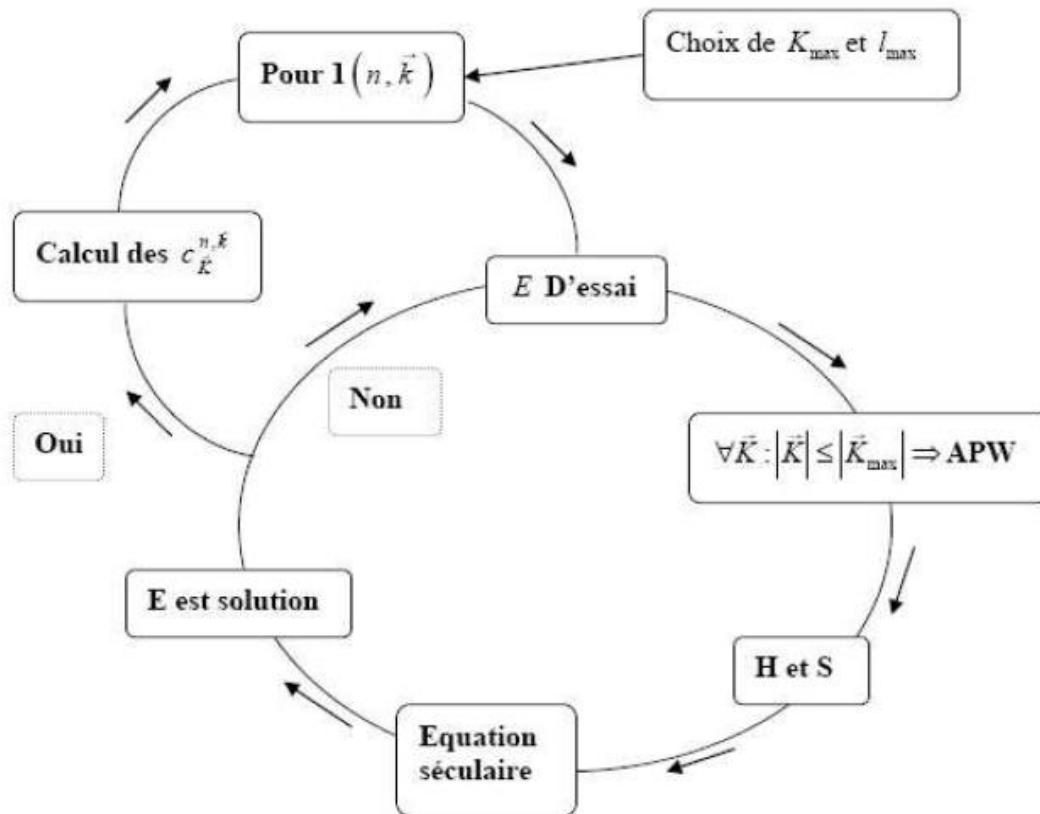 Choix de K_max et l_max
Pour 1 (n, k⃗)
Calcul des c_K⃗^{n,k⃗}
E D'essai
Non
Oui
∀K⃗ : |K⃗| ≤ |K⃗_max| ⇒ APW
E est solution
H et S
Equation
séculaire